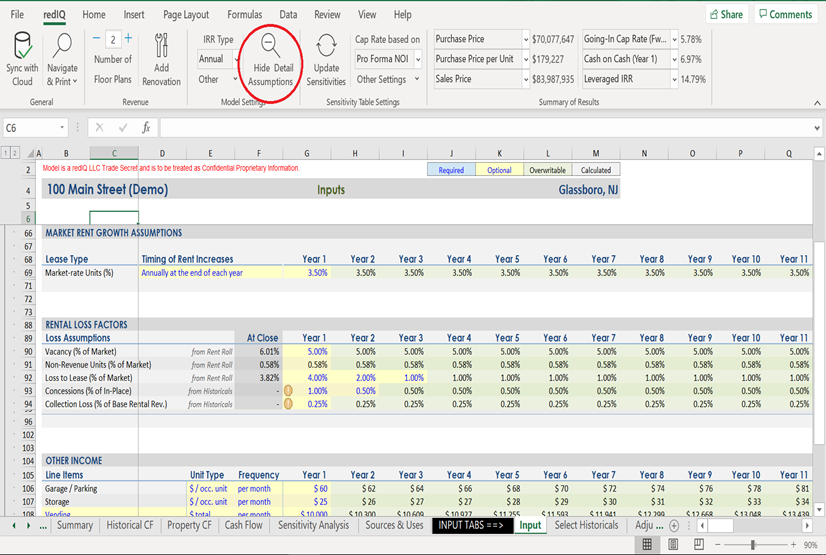 File redIQ Home Insert Page Layout Formulas Data Review View Help Share Comments
Sync with Cloud
Navigate & Print
General
2
Number of Floor Plans
Add Renovation
Revenue
IRR Type
Annual
Other
Hide Detail Assumptions
Model Settings
Update Sensitivities
Cap Rate based on
Pro Forma NOI
Other Settings
Sensitivity Table Settings
Purchase Price $70,077,647 Going-In Cap Rate (Fw... 5.78%
Purchase Price per Unit $179,227 Cash on Cash (Year 1) 6.97%
Sales Price $83,987,935 Leveraged IRR 14.79%
Summary of Results
C6 fx
1 2 A B C D E F G H I J K L M N O P Q
2 Model is a redIQ LLC Trade Secret and is to be treated as Confidential Proprietary Information. Required Optional Overwritable Calculated
4 100 Main Street (Demo) Inputs Glassboro, NJ
5
6
66 MARKET RENT GROWTH ASSUMPTIONS
67
68 Lease Type Timing of Rent Increases Year 1 Year 2 Year 3 Year 4 Year 5 Year 6 Year 7 Year 8 Year 9 Year 10 Year 11
69 Market-rate Units (%) Annually at the end of each year 3.50% 3.50% 3.50% 3.50% 3.50% 3.50% 3.50% 3.50% 3.50% 3.50% 3.50%
71
72
73
88 RENTAL LOSS FACTORS
89 Loss Assumptions At Close Year 1 Year 2 Year 3 Year 4 Year 5 Year 6 Year 7 Year 8 Year 9 Year 10 Year 11
90 Vacancy (% of Market) from Rent Roll 6.01% 5.00% 5.00% 5.00% 5.00% 5.00% 5.00% 5.00% 5.00% 5.00% 5.00% 5.00%
91 Non-Revenue Units (% of Market) from Rent Roll 0.58% 0.58% 0.58% 0.58% 0.58% 0.58% 0.58% 0.58% 0.58% 0.58% 0.58% 0.58%
92 Loss to Lease (% of Market) from Rent Roll 3.82% 4.00% 2.00% 1.00% 1.00% 1.00% 1.00% 1.00% 1.00% 1.00% 1.00% 1.00%
93 Concessions (% of In-Place) from Historicals - 1.00% 0.50% 0.50% 0.50% 0.50% 0.50% 0.50% 0.50% 0.50% 0.50% 0.50%
94 Collection Loss (% of Base Rental Rev.) from Historicals - 0.25% 0.25% 0.25% 0.25% 0.25% 0.25% 0.25% 0.25% 0.25% 0.25% 0.25%
96
102
103
104 OTHER INCOME
105 Line Items Unit Type Frequency Year 1 Year 2 Year 3 Year 4 Year 5 Year 6 Year 7 Year 8 Year 9 Year 10 Year 11
106 Garage / Parking $ / occ. unit per month $ 60 $ 62 $ 64 $ 66 $ 68 $ 70 $ 72 $ 74 $ 76 $ 78 $ 81
107 Storage $ / occ. unit per month $ 25 $ 26 $ 27 $ 27 $ 28 $ 29 $ 30 $ 31 $ 32 $ 33 $ 34
108 Vending $ total per month $ 10,000 $ 10,300 $ 10,609 $ 10,927 $ 11,255 $ 11,593 $ 11,941 $ 12,299 $ 12,668 $ 13,048 $ 13,439
... Summary Historical CF Property CF Cash Flow Sensitivity Analysis Sources & Uses INPUT TABS ==> Input Select Historicals Adju ...
90%